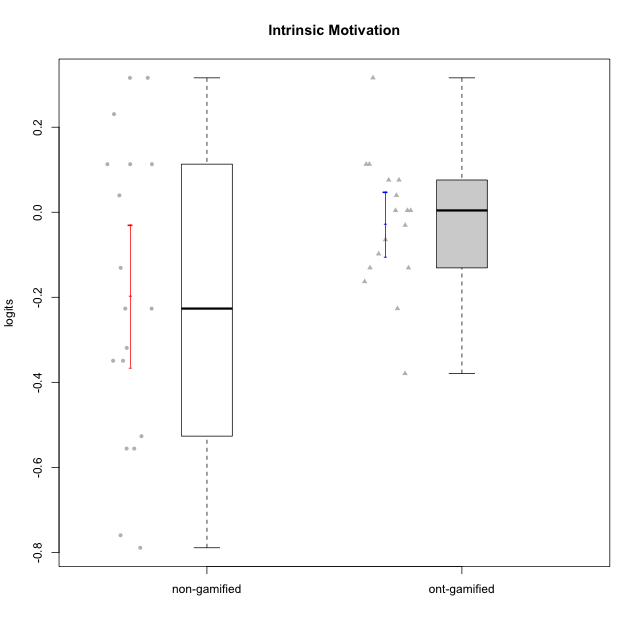 Intrinsic Motivation
logits
0.2
0.0
-0.2
-0.4
-0.6
-0.8
non-gamified
ont-gamified